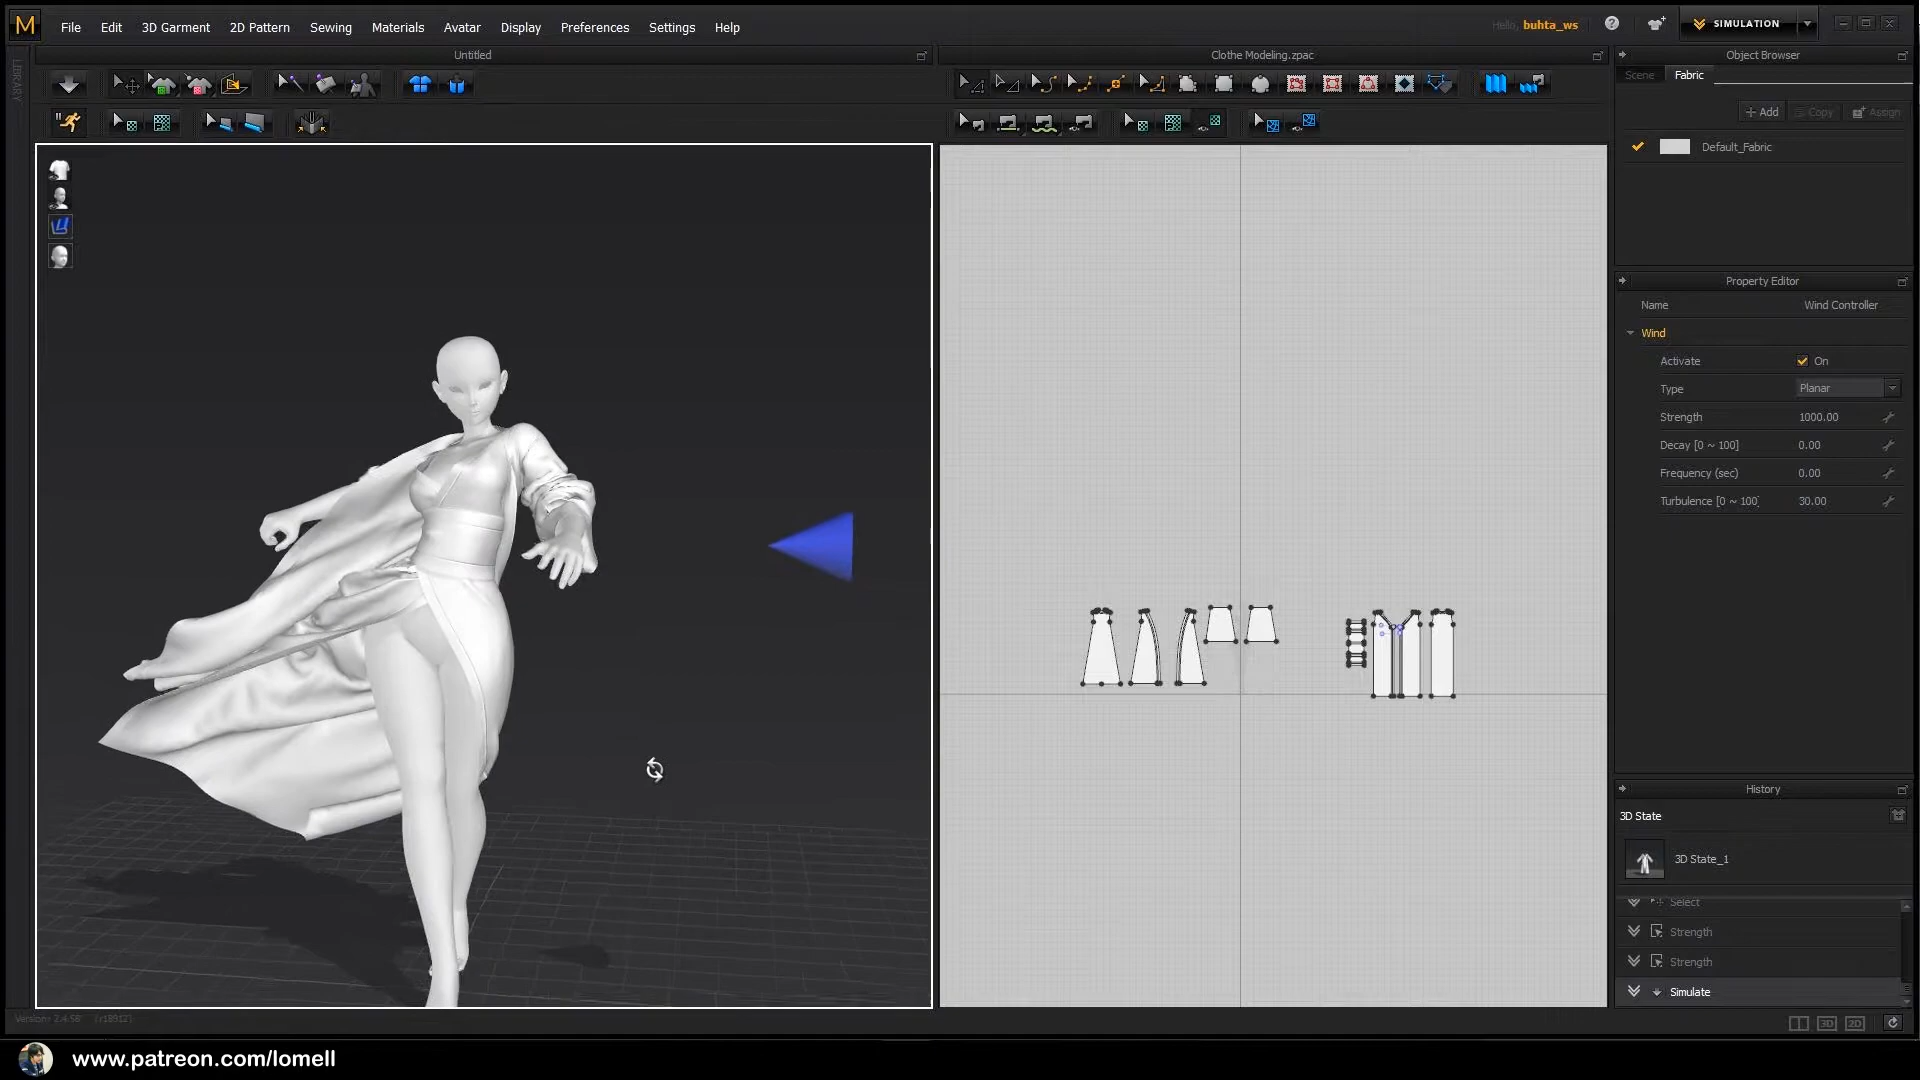 M File Edit 3D Garment 2D Pattern Sewing Materials Avatar Display Preferences Settings Help
Hello, buhta_ws ? SIMULATION
Untitled
Clothe Modeling.zpac
Object Browser
LIBRARY
Scene Fabric
+ Add Copy Assign
Default_Fabric
Property Editor
Name Wind Controller
Wind
Activate On
Type Planar
Strength 1000.00
Decay [0 ~ 100] 0.00
Frequency (sec) 0.00
Turbulence [0 ~ 100] 30.00
History
3D State
3D State_1
Select
Strength
Strength
Simulate
3D 2D
www.patreon.com/lomell